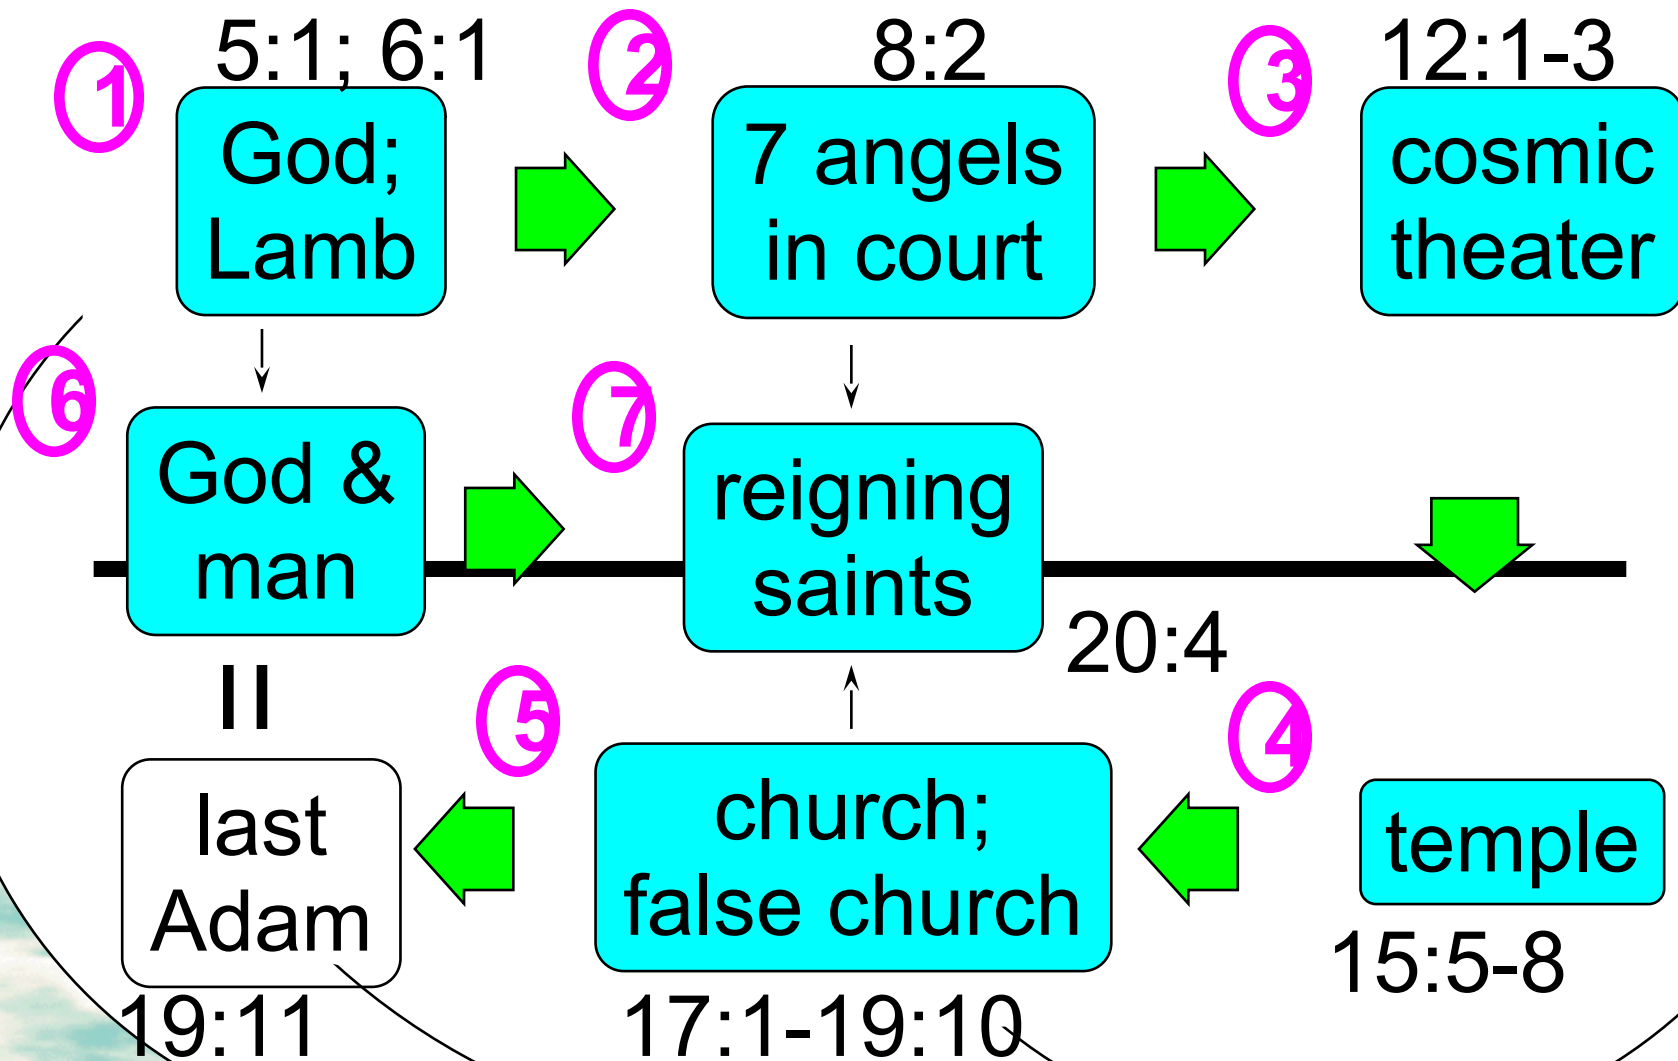 1
5:1; 6:1
God;
Lamb
2
8:2
7 angels
in court
3
12:1-3
cosmic
theater
6
God &
man
7
reigning
saints
20:4
II
last
Adam
19:11
5
church;
false church
17:1-19:10
4
temple
15:5-8